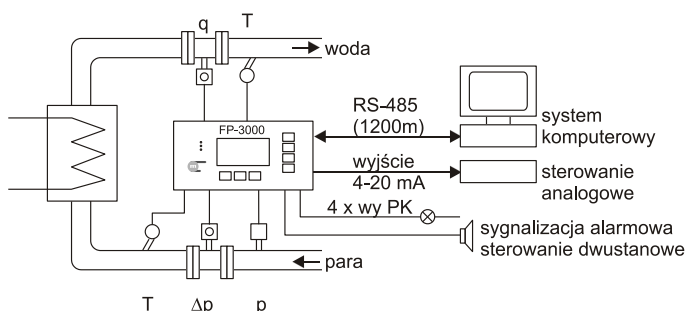 q T
woda
FP-3000
RS-485
(1200m)
system
komputerowy
wyjście
4-20 mA
sterowanie
analogowe
4 x wy PK
sygnalizacja alarmowa
sterowanie dwustanowe
para
T Δp p